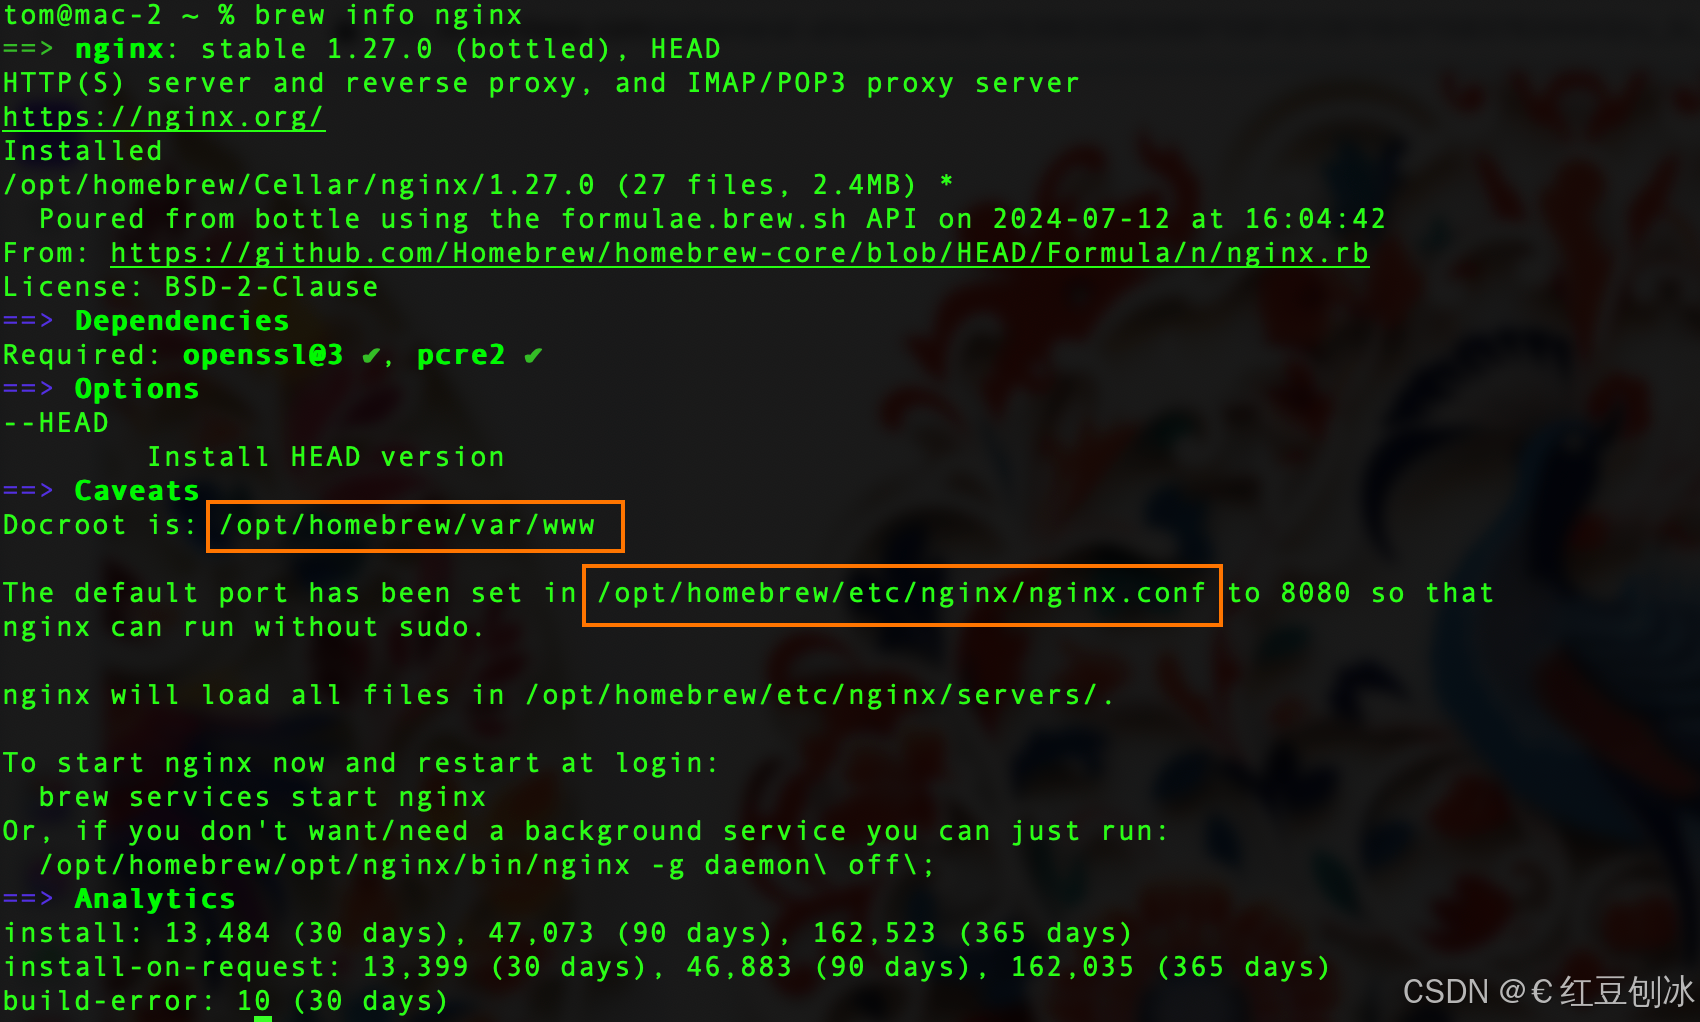 tom@mac-2 ~ % brew info nginx
==> nginx: stable 1.27.0 (bottled), HEAD
HTTP(S) server and reverse proxy, and IMAP/POP3 proxy server
https://nginx.org/
Installed
/opt/homebrew/Cellar/nginx/1.27.0 (27 files, 2.4MB) *
  Poured from bottle using the formulae.brew.sh API on 2024-07-12 at 16:04:42
From: https://github.com/Homebrew/homebrew-core/blob/HEAD/Formula/n/nginx.rb
License: BSD-2-Clause
==> Dependencies
Required: openssl@3 ✔, pcre2 ✔
==> Options
--HEAD
        Install HEAD version
==> Caveats
Docroot is: /opt/homebrew/var/www
The default port has been set in /opt/homebrew/etc/nginx/nginx.conf to 8080 so that
nginx can run without sudo.
nginx will load all files in /opt/homebrew/etc/nginx/servers/.
To start nginx now and restart at login:
  brew services start nginx
Or, if you don't want/need a background service you can just run:
  /opt/homebrew/opt/nginx/bin/nginx -g daemon\ off\;
==> Analytics
install: 13,484 (30 days), 47,073 (90 days), 162,523 (365 days)
install-on-request: 13,399 (30 days), 46,883 (90 days), 162,035 (365 days)
build-error: 10 (30 days)
CSDN @€ 红豆刨冰